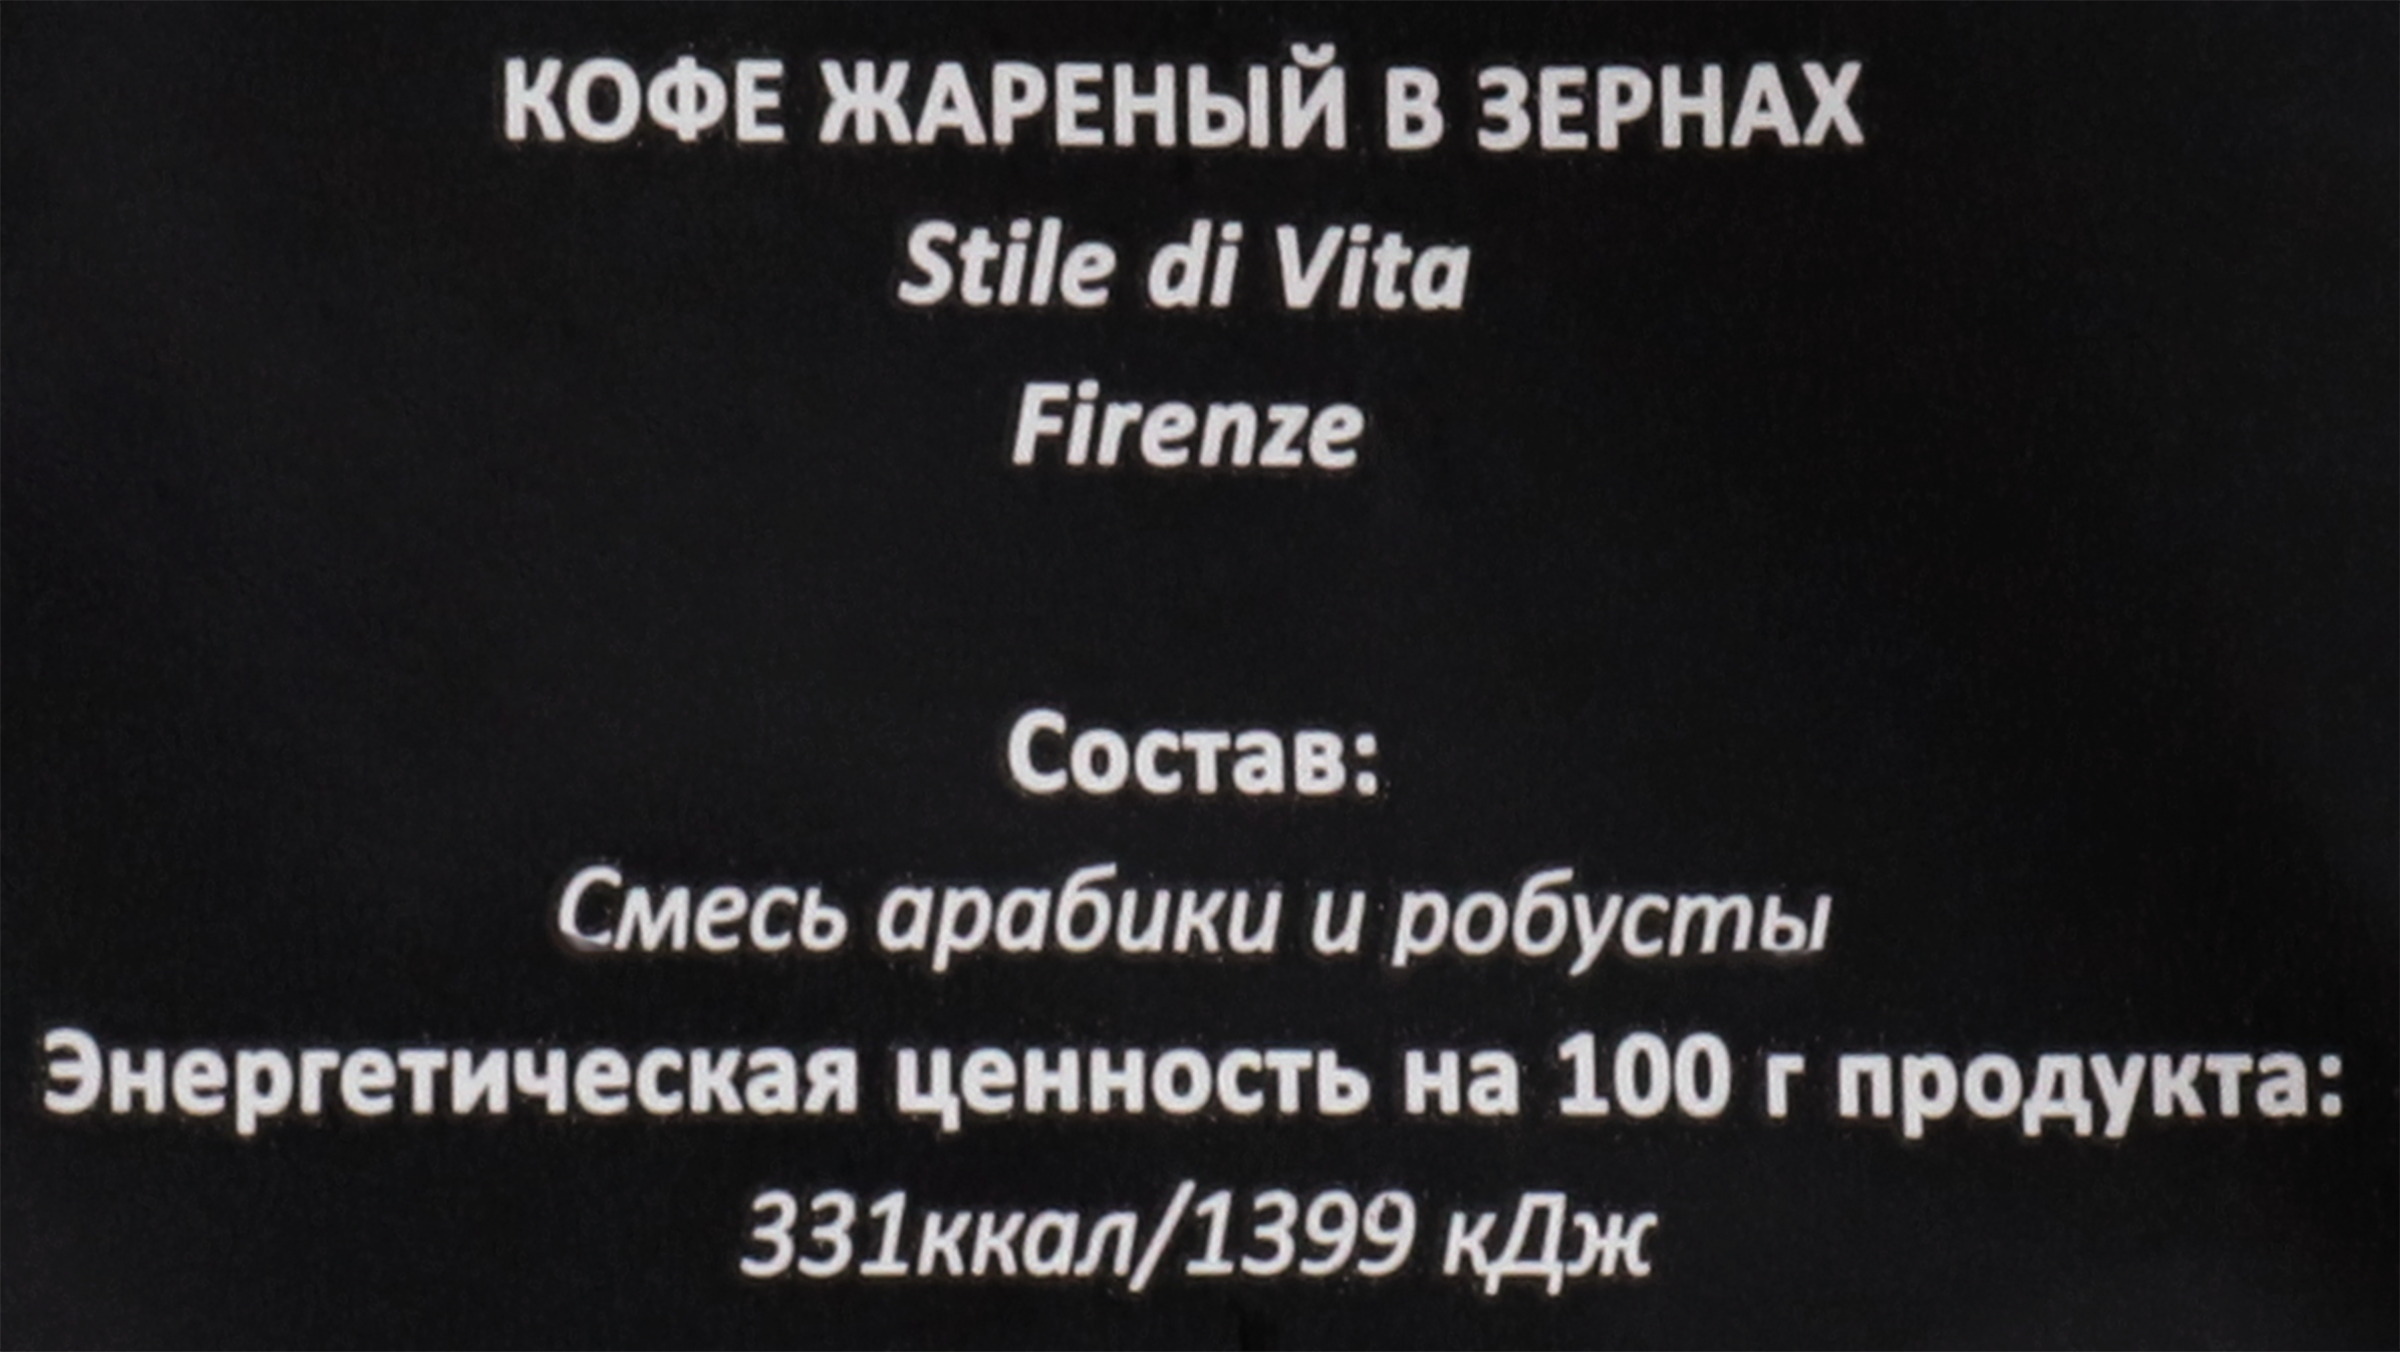 КОФЕ ЖАРЕНЫЙ В ЗЕРНАХ
Stile di Vita
Firenze
Состав:
Смесь арабики и робусты
Энергетическая ценность на 100 г продукта:
331ккал/1399 кДж